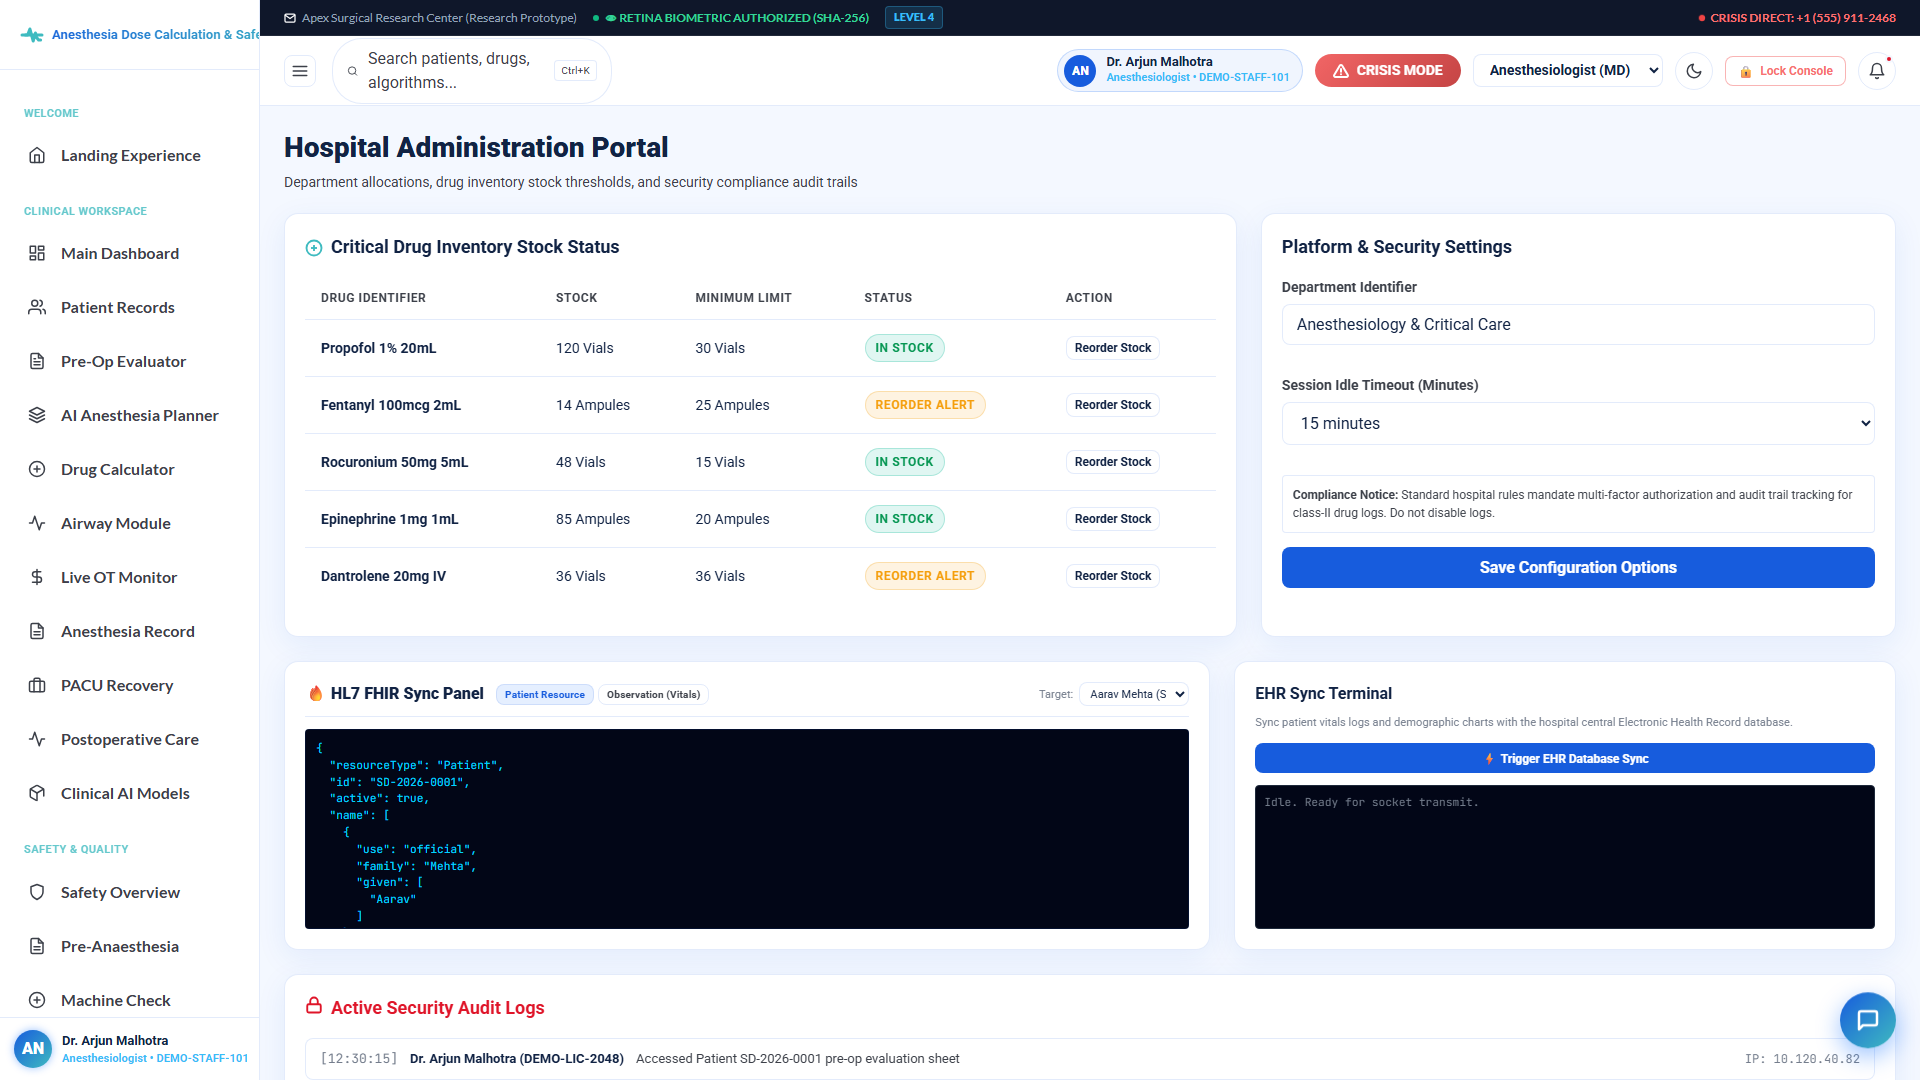 Anesthesia Dose Calculation & Safe
WELCOME
Landing Experience
CLINICAL WORKSPACE
Main Dashboard
Patient Records
Pre-Op Evaluator
AI Anesthesia Planner
Drug Calculator
Airway Module
Live OT Monitor
Anesthesia Record
PACU Recovery
Postoperative Care
Clinical AI Models
SAFETY & QUALITY
Safety Overview
Pre-Anaesthesia
Machine Check
AN
Dr. Arjun Malhotra
Anesthesiologist • DEMO-STAFF-101
Apex Surgical Research Center (Research Prototype)
RETINA BIOMETRIC AUTHORIZED (SHA-256)
LEVEL 4
CRISIS DIRECT: +1 (555) 911-2468
Search patients, drugs,
algorithms...
Ctrl+K
AN
Dr. Arjun Malhotra
Anesthesiologist • DEMO-STAFF-101
CRISIS MODE
Anesthesiologist (MD)
Lock Console
Hospital Administration Portal
Department allocations, drug inventory stock thresholds, and security compliance audit trails
Critical Drug Inventory Stock Status
DRUG IDENTIFIER STOCK MINIMUM LIMIT STATUS ACTION
Propofol 1% 20mL 120 Vials 30 Vials IN STOCK Reorder Stock
Fentanyl 100mcg 2mL 14 Ampules 25 Ampules REORDER ALERT Reorder Stock
Rocuronium 50mg 5mL 48 Vials 15 Vials IN STOCK Reorder Stock
Epinephrine 1mg 1mL 85 Ampules 20 Ampules IN STOCK Reorder Stock
Dantrolene 20mg IV 36 Vials 36 Vials REORDER ALERT Reorder Stock
Platform & Security Settings
Department Identifier
Anesthesiology & Critical Care
Session Idle Timeout (Minutes)
15 minutes
Compliance Notice: Standard hospital rules mandate multi-factor authorization and audit trail tracking for
class-II drug logs. Do not disable logs.
Save Configuration Options
HL7 FHIR Sync Panel
Patient Resource
Observation (Vitals)
Target:
Aarav Mehta (S
{
"resourceType": "Patient",
"id": "SD-2026-0001",
"active": true,
"name": [
{
"use": "official",
"family": "Mehta",
"given": [
"Aarav"
]
EHR Sync Terminal
Sync patient vitals logs and demographic charts with the hospital central Electronic Health Record database.
Trigger EHR Database Sync
Idle. Ready for socket transmit.
Active Security Audit Logs
[12:30:15] Dr. Arjun Malhotra (DEMO-LIC-2048) Accessed Patient SD-2026-0001 pre-op evaluation sheet IP: 10.120.40.82